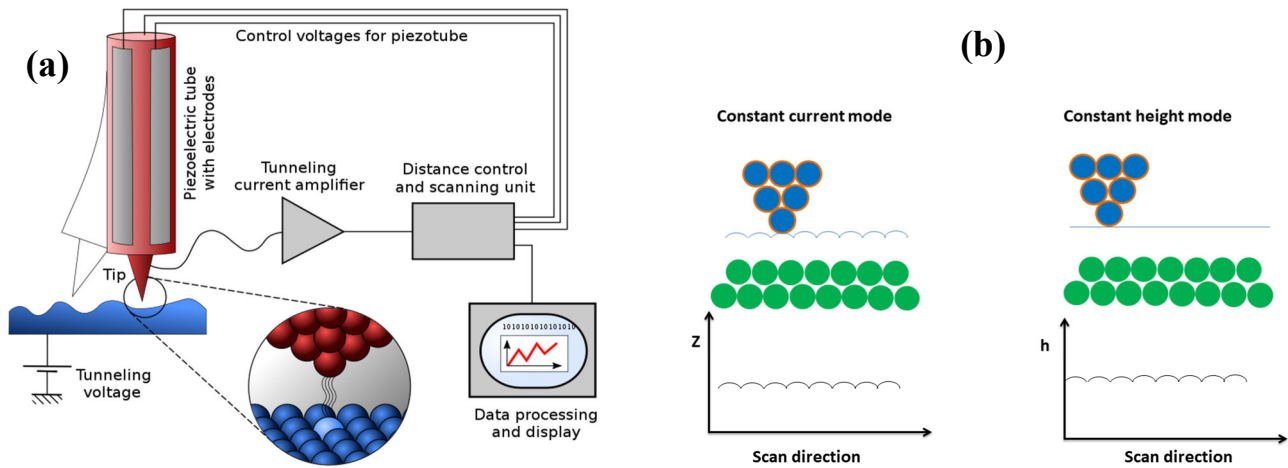 (a)
Control voltages for piezotube
Piezoelectric tube
with electrodes
Tunneling
current amplifier
Distance control
and scanning unit
Tip
Tunneling
voltage
1010101010101010
Data processing
and display
(b)
Constant current mode
Constant height mode
Z
Scan direction
h
Scan direction